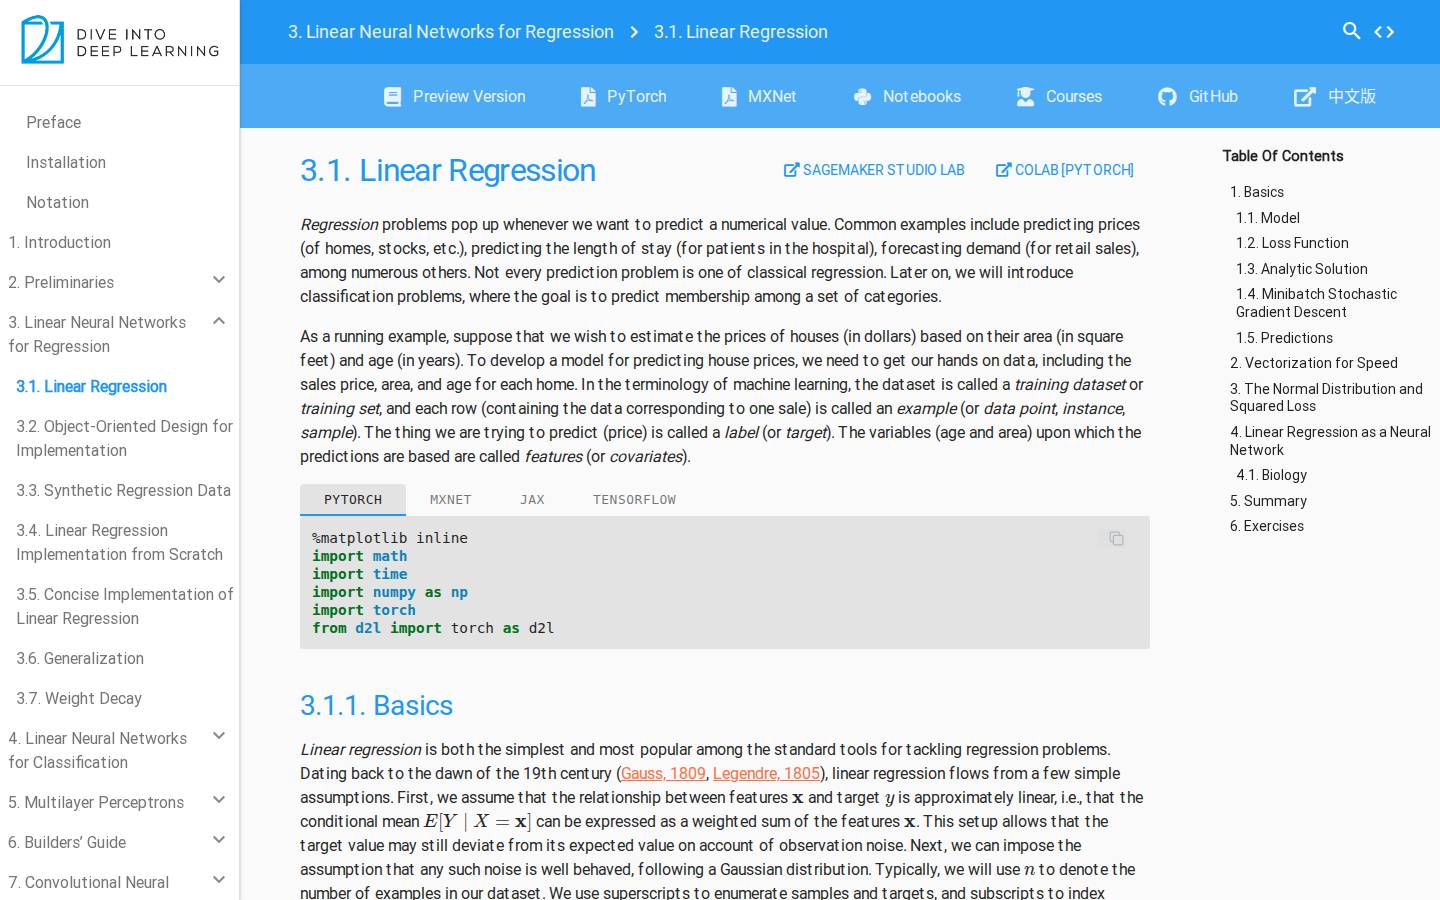 DIVE INTO
DEEP LEARNING
Preface
Installation
Notation
1. Introduction
2. Preliminaries
3. Linear Neural Networks
for Regression
3.1. Linear Regression
3.2. Object-Oriented Design for
Implementation
3.3. Synthetic Regression Data
3.4. Linear Regression
Implementation from Scratch
3.5. Concise Implementation of
Linear Regression
3.6. Generalization
3.7. Weight Decay
4. Linear Neural Networks
for Classification
5. Multilayer Perceptrons
6. Builders’ Guide
7. Convolutional Neural
3. Linear Neural Networks for Regression
3.1. Linear Regression
Preview Version
PyTorch
MXNet
Notebooks
Courses
GitHub
中文版
3.1. Linear Regression
SAGEMAKER STUDIO LAB
COLAB [PYTORCH]
Regression problems pop up whenever we want to predict a numerical value. Common examples include predicting prices
(of homes, stocks, etc.), predicting the length of stay (for patients in the hospital), forecasting demand (for retail sales),
among numerous others. Not every prediction problem is one of classical regression. Later on, we will introduce
classification problems, where the goal is to predict membership among a set of categories.
As a running example, suppose that we wish to estimate the prices of houses (in dollars) based on their area (in square
feet) and age (in years). To develop a model for predicting house prices, we need to get our hands on data, including the
sales price, area, and age for each home. In the terminology of machine learning, the dataset is called a training dataset or
training set, and each row (containing the data corresponding to one sale) is called an example (or data point, instance,
sample). The thing we are trying to predict (price) is called a label (or target). The variables (age and area) upon which the
predictions are based are called features (or covariates).
PYTORCH
MXNET
JAX
TENSORFLOW
%matplotlib inline
import math
import time
import numpy as np
import torch
from d2l import torch as d2l
3.1.1. Basics
Linear regression is both the simplest and most popular among the standard tools for tackling regression problems.
Dating back to the dawn of the 19th century (Gauss, 1809, Legendre, 1805), linear regression flows from a few simple
assumptions. First, we assume that the relationship between features x and target y is approximately linear, i.e., that the
conditional mean E[Y ∣ X = x] can be expressed as a weighted sum of the features x. This setup allows that the
target value may still deviate from its expected value on account of observation noise. Next, we can impose the
assumption that any such noise is well behaved, following a Gaussian distribution. Typically, we will use n to denote the
number of examples in our dataset. We use superscripts to enumerate samples and targets, and subscripts to index
Table Of Contents
1. Basics
1.1. Model
1.2. Loss Function
1.3. Analytic Solution
1.4. Minibatch Stochastic
Gradient Descent
1.5. Predictions
2. Vectorization for Speed
3. The Normal Distribution and
Squared Loss
4. Linear Regression as a Neural
Network
4.1. Biology
5. Summary
6. Exercises